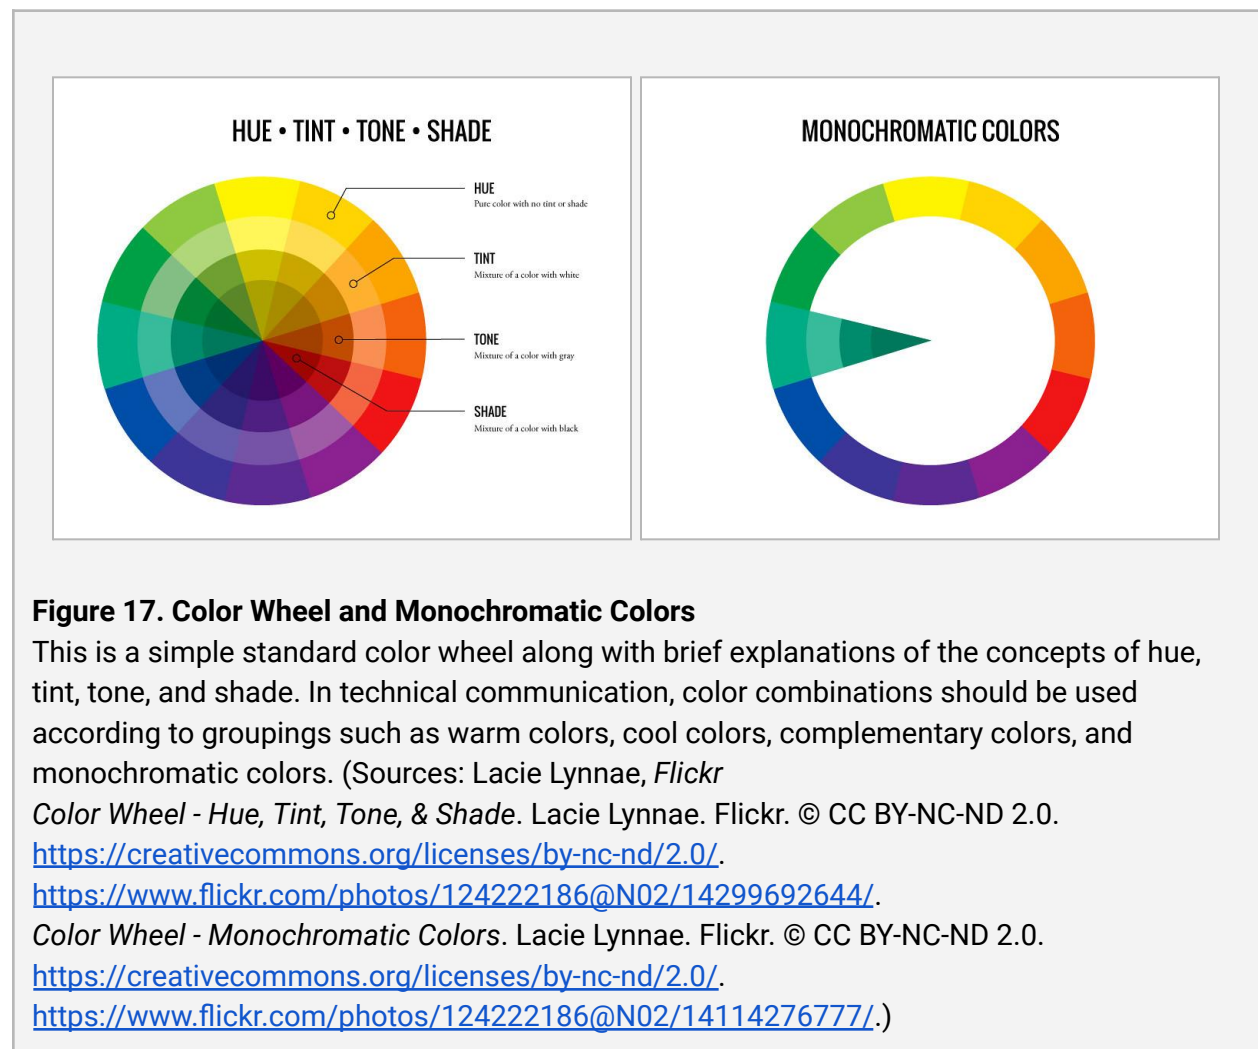 HUE • TINT • TONE • SHADE
HUE
Pure color with no tint or shade
TINT
Mixture of a color with white
TONE
Mixture of a color with gray
SHADE
Mixture of a color with black
MONOCHROMATIC COLORS
Figure 17. Color Wheel and Monochromatic Colors
This is a simple standard color wheel along with brief explanations of the concepts of hue,
tint, tone, and shade. In technical communication, color combinations should be used
according to groupings such as warm colors, cool colors, complementary colors, and
monochromatic colors. (Sources: Lacie Lynnae, Flickr
Color Wheel - Hue, Tint, Tone, & Shade. Lacie Lynnae. Flickr. © CC BY-NC-ND 2.0.
https://creativecommons.org/licenses/by-nc-nd/2.0/.
https://www.flickr.com/photos/124222186@N02/14299692644/.
Color Wheel - Monochromatic Colors. Lacie Lynnae. Flickr. © CC BY-NC-ND 2.0.
https://creativecommons.org/licenses/by-nc-nd/2.0/.
https://www.flickr.com/photos/124222186@N02/14114276777/.)